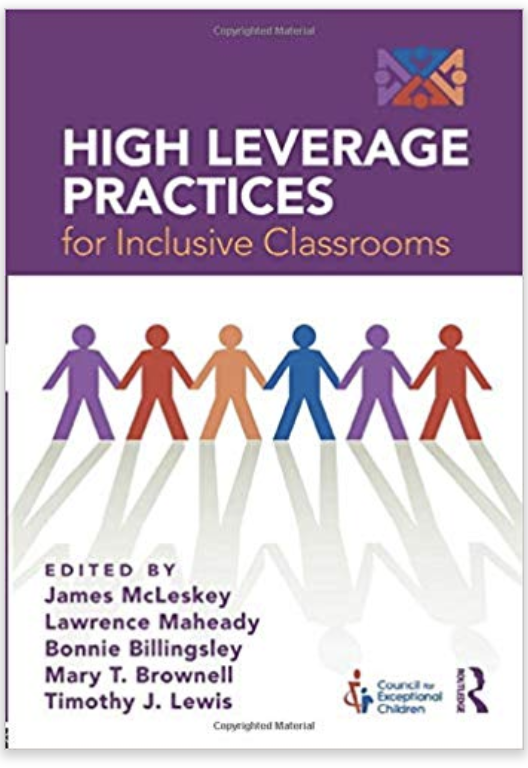 Copyrighted Material
HIGH LEVERAGE
PRACTICES
for Inclusive Classrooms
EDITED BY
James McLeskey
Lawrence Maheady
Bonnie Billingsley
Mary T. Brownell
Timothy J. Lewis
Council for
Exceptional
Children
ROUTLEDGE
Copyrighted Material